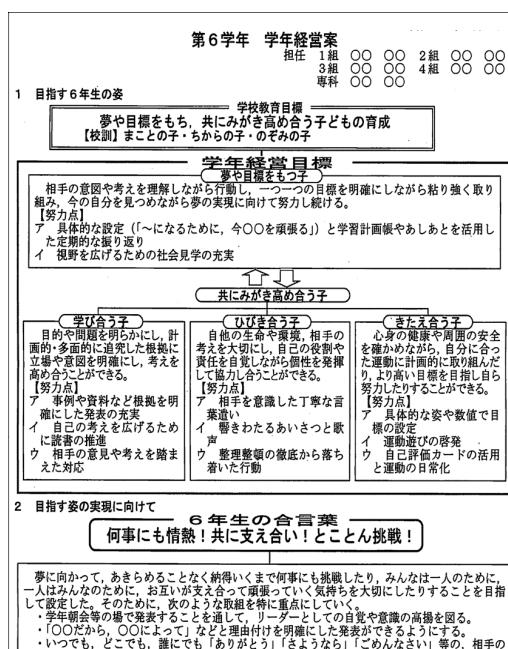 第6学年 学年経営案
担任 1組 〇〇 〇〇 2組 〇〇 〇〇
3組 〇〇 〇〇 4組 〇〇 〇〇
専科 〇〇 〇〇
1 目指す6年生の姿
学校教育目標
夢や目標をもち，共にみがき高め合う子どもの育成
【校訓】まことの子・ちからの子・のぞみの子
学年経営目標
夢や目標をもつ子
相手の意図や考えを理解しながら行動し，一つ一つの目標を明確にしながら粘り強く取り
組み，今の自分を見つめながら夢の実現に向けて努力し続ける。
【努力点】
ア 具体的な設定（「～になるために，今〇〇を頑張る」）と学習計画帳やあしあとを活用し
た定期的な振り返り
イ 視野を広げるための社会見学の充実
共にみがき高め合う子
学び合う子
目的や問題を明らかにし，計
画的・多面的に追究した根拠に
立場や意図を明確にし，考えを
高め合うことができる。
【努力点】
ア 事例や資料など根拠を明
確にした発表の充実
イ 自己の考えを広げるため
に読書の推進
ウ 相手の意見や考えを踏ま
えた対応
ひびき合う子
自他の生命や環境，相手の
考えを大切にし，自己の役割や
責任を自覚しながら個性を発揮
して協力し合うことができる。
【努力点】
ア 相手を意識した丁寧な言
葉遣い
イ 響きわたるあいさつと歌
声
ウ 整理整頓の徹底から落ち
着いた行動
きたえ合う子
心身の健康や周囲の安全
を確かめながら，自分に合っ
た運動に計画的に取り組んだ
り，より高い目標を目指し自ら
努力したりすることができる。
【努力点】
ア 具体的な姿や数値で目
標の設定
イ 運動遊びの啓発
ウ 自己評価カードの活用
と運動の日常化
2 目指す姿の実現に向けて
6年生の合言葉
何事にも情熱！共に支え合い！とことん挑戦！
夢に向かって，あきらめることなく納得いくまで何事にも挑戦したり，みんなは一人のために，
一人はみんなのために，お互いが支え合って頑張っていく気持ちを大切にしたりすることを目指
して設定した。そのために，次のような取組を特に重点にしていく。
・学年朝会等の場で発表することを通して，リーダーとしての自覚や意識の高揚を図る。
・「〇〇だから，〇〇によって」などと理由付けを明確にした発表ができるようにする。
・いつでも，どこでも，誰にでも「ありがとう」「さようなら」「ごめんなさい」等の，相手の